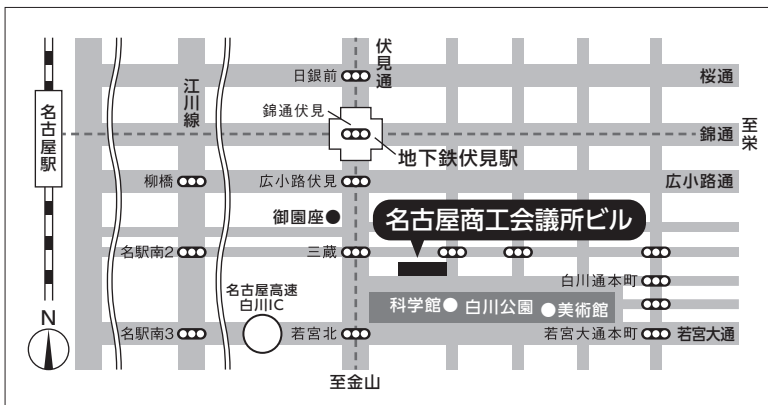 伏見通
日銀前
桜通
江川線
錦通伏見
名古屋駅
錦通
至栄
地下鉄伏見駅
柳橋
広小路伏見
広小路通
御園座
名古屋商工会議所ビル
名駅南2
三蔵
白川通本町
名古屋高速
白川IC
科学館
白川公園
美術館
N
名駅南3
若宮北
若宮大通本町
若宮大通
至金山